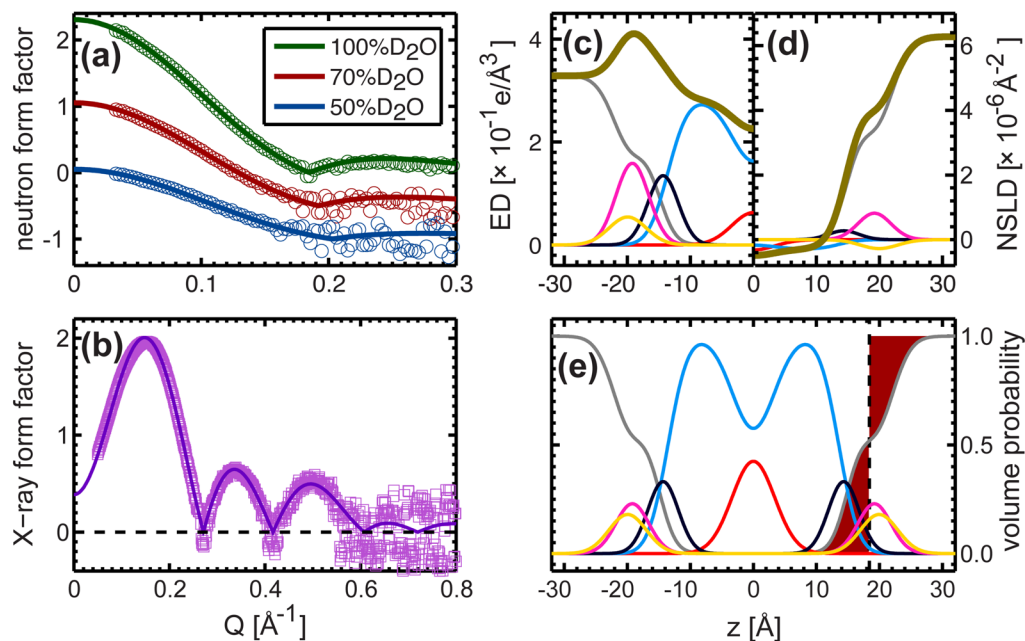 (a)
100%D2O
70%D2O
50%D2O
neutron form factor
2
1
0
-1
0
0.1
0.2
0.3
(b)
X−ray form factor
2
1
0
0
0.2
0.4
0.6
0.8
Q [Å-1]
(c)
ED [× 10-1 e/Å3]
4
2
0
-30
-20
-10
0
(d)
NSLD [× 10-6Å-2]
6
4
2
0
10
20
30
(e)
volume probability
1.0
0.5
0.0
-30
-20
-10
0
10
20
30
z [Å]